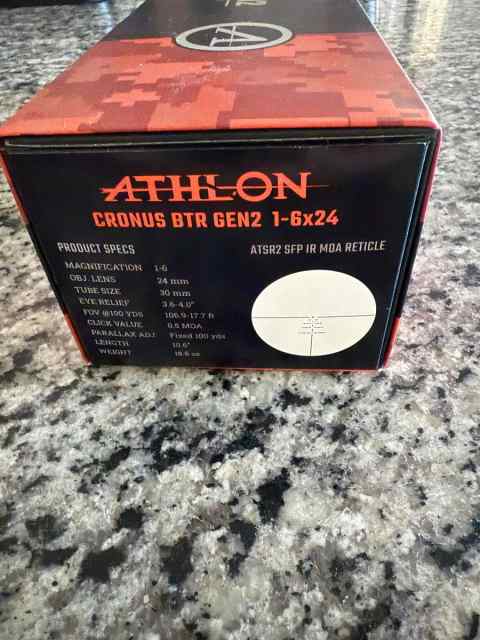 ATHLON
CRONUS BTR GEN2 1-6x24
PRODUCT SPECS
MAGNIFICATION 1-6
OBJ. LENS 24 mm
TUBE SIZE 30 mm
EYE RELIEF 3.6-4.0"
FOV @100 YDS 106.9-17.7 ft
CLICK VALUE 0.5 MOA
PARALLAX ADJ Fixed 100 yds
LENGTH 10.6"
WEIGHT 18.6 oz
ATSR2 SFP IR MOA RETICLE